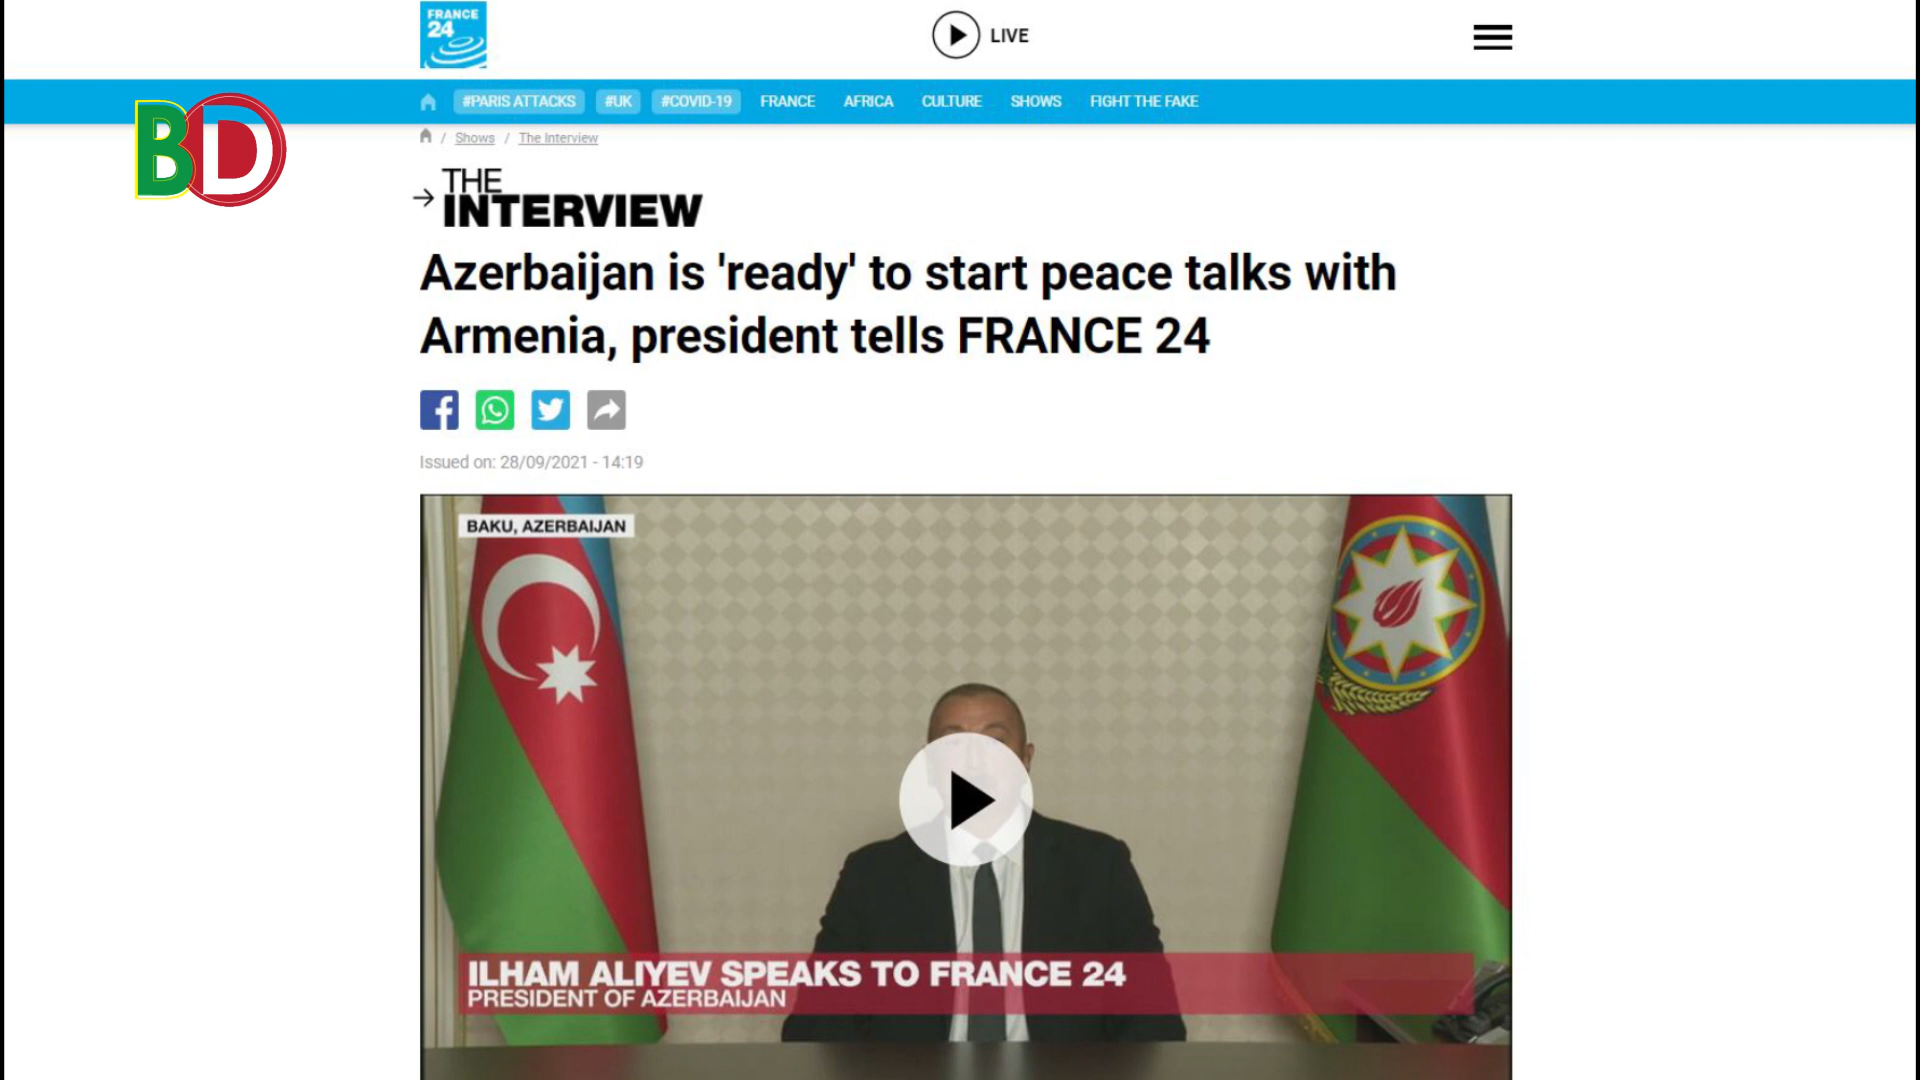 FRANCE
24
LIVE
#PARIS ATTACKS #UK #COVID-19 FRANCE AFRICA CULTURE SHOWS FIGHT THE FAKE
BD
/ Shows / The Interview
THE
INTERVIEW
Azerbaijan is 'ready' to start peace talks with
Armenia, president tells FRANCE 24
Issued on: 28/09/2021 - 14:19
BAKU, AZERBAIJAN
ILHAM ALIYEV SPEAKS TO FRANCE 24
PRESIDENT OF AZERBAIJAN